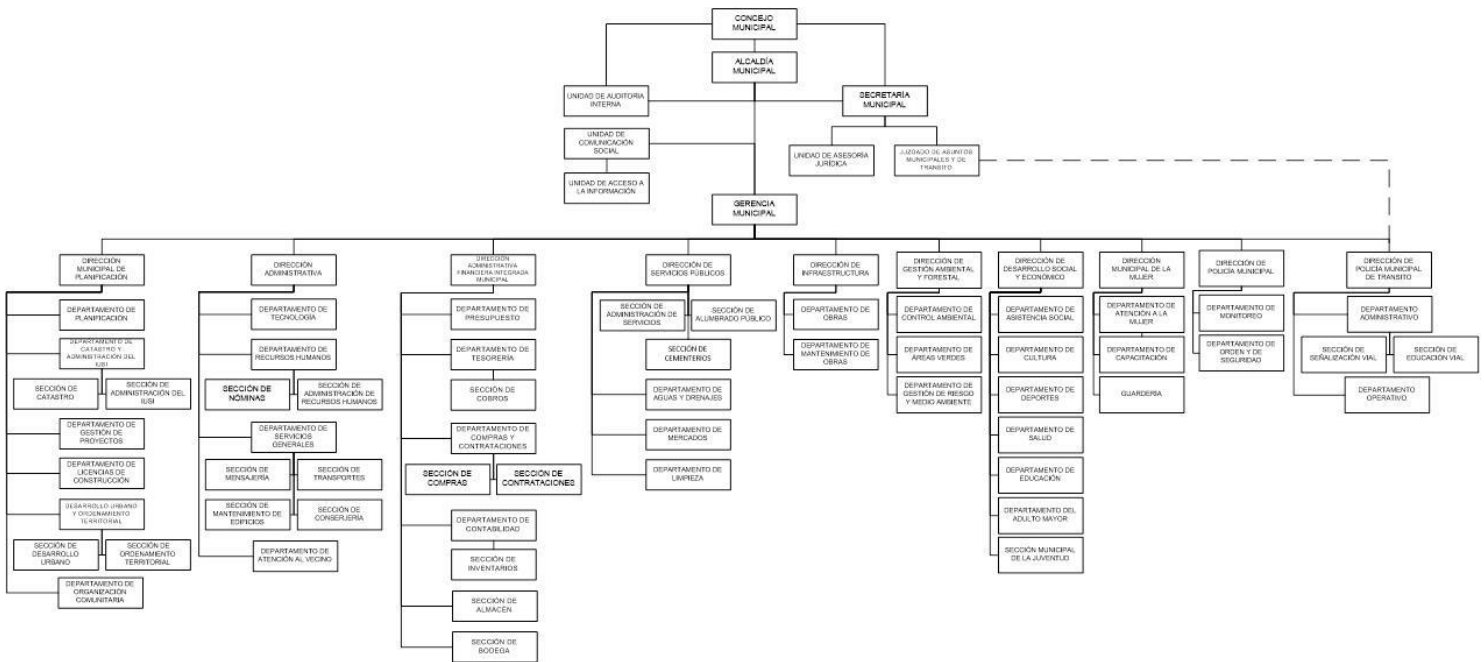 CONCEJO
MUNICIPAL
ALCALDÍA
MUNICIPAL
UNIDAD DE AUDITORÍA
INTERNA
SECRETARÍA
MUNICIPAL
UNIDAD DE
COMUNICACIÓN
SOCIAL
UNIDAD DE ASESORÍA
JURÍDICA
JUZGADO DE ASUNTOS
MUNICIPALES Y DE
TRANSITO
UNIDAD DE ACCESO A
LA INFORMACIÓN
GERENCIA
MUNICIPAL
DIRECCIÓN
MUNICIPAL DE
PLANIFICACIÓN
DEPARTAMENTO DE
PLANIFICACIÓN
DEPARTAMENTO DE
CATASTRO Y
ADMINISTRACIÓN DEL
IUSI
SECCIÓN DE
CATASTRO
SECCIÓN DE
ADMINISTRACIÓN DEL
IUSI
DEPARTAMENTO DE
GESTIÓN DE
PROYECTOS
DEPARTAMENTO DE
LICENCIAS DE
CONSTRUCCIÓN
DESARROLLO URBANO
Y ORDENAMIENTO
TERRITORIAL
SECCIÓN DE
DESARROLLO
URBANO
SECCIÓN DE
ORDENAMIENTO
TERRITORIAL
DEPARTAMENTO DE
ORGANIZACIÓN
COMUNITARIA
DIRECCIÓN
ADMINISTRATIVA
DEPARTAMENTO DE
TECNOLOGÍA
DEPARTAMENTO DE
RECURSOS HUMANOS
SECCIÓN DE
NÓMINAS
SECCIÓN DE
ADMINISTRACIÓN DE
RECURSOS HUMANOS
DEPARTAMENTO DE
SERVICIOS
GENERALES
SECCIÓN DE
MENSAJERÍA
SECCIÓN DE
TRANSPORTES
SECCIÓN DE
MANTENIMIENTO DE
EDIFICIOS
SECCIÓN DE
CONSERJERÍA
DEPARTAMENTO DE
ATENCIÓN AL VECINO
DIRECCIÓN
ADMINISTRATIVA
FINANCIERA INTEGRADA
MUNICIPAL
DEPARTAMENTO DE
PRESUPUESTO
DEPARTAMENTO DE
TESORERÍA
SECCIÓN DE
COBROS
DEPARTAMENTO DE
COMPRAS Y
CONTRATACIONES
SECCIÓN DE
COMPRAS
SECCIÓN DE
CONTRATACIONES
DEPARTAMENTO DE
CONTABILIDAD
SECCIÓN DE
INVENTARIOS
SECCIÓN DE
ALMACÉN
SECCIÓN DE
BODEGA
DIRECCIÓN DE
SERVICIOS PÚBLICOS
SECCIÓN DE
ADMINISTRACIÓN DE
SERVICIOS
SECCIÓN DE
ALUMBRADO PÚBLICO
SECCIÓN DE
CEMENTERIOS
DEPARTAMENTO DE
AGUAS Y DRENAJES
DEPARTAMENTO DE
MERCADOS
DEPARTAMENTO DE
LIMPIEZA
DIRECCIÓN DE
INFRAESTRUCTURA
DEPARTAMENTO DE
OBRAS
DEPARTAMENTO DE
MANTENIMIENTO DE
OBRAS
DIRECCIÓN DE
GESTIÓN AMBIENTAL
Y FORESTAL
DEPARTAMENTO DE
CONTROL AMBIENTAL
DEPARTAMENTO DE
ÁREAS VERDES
DEPARTAMENTO DE
GESTIÓN DE RIESGO
Y MEDIO AMBIENTE
DIRECCIÓN DE
DESARROLLO SOCIAL
Y ECONÓMICO
DEPARTAMENTO DE
ASISTENCIA SOCIAL
DEPARTAMENTO DE
CULTURA
DEPARTAMENTO DE
DEPORTES
DEPARTAMENTO DE
SALUD
DEPARTAMENTO DE
EDUCACIÓN
DEPARTAMENTO DEL
ADULTO MAYOR
SECCIÓN MUNICIPAL
DE LA JUVENTUD
DIRECCIÓN
MUNICIPAL DE LA
MUJER
DEPARTAMENTO DE
ATENCIÓN A LA
MUJER
DEPARTAMENTO DE
CAPACITACIÓN
GUARDERÍA
DIRECCIÓN DE
POLICÍA MUNICIPAL
DEPARTAMENTO DE
MONITOREO
DEPARTAMENTO DE
ORDEN Y DE
SEGURIDAD
DIRECCIÓN DE
POLICÍA MUNICIPAL
DE TRANSITO
DEPARTAMENTO
ADMINISTRATIVO
SECCIÓN DE
SEÑALIZACIÓN VIAL
SECCIÓN DE
EDUCACIÓN VIAL
DEPARTAMENTO
OPERATIVO